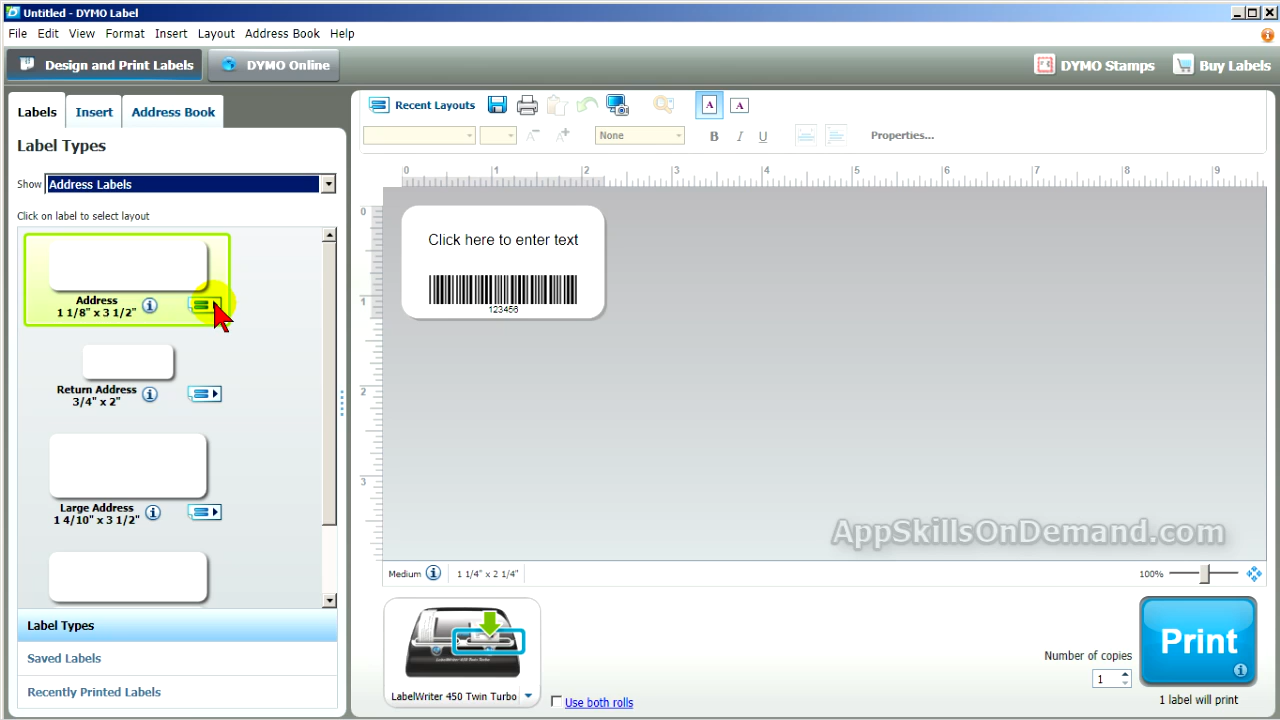 Untitled - DYMO Label
File Edit View Format Insert Layout Address Book Help
Design and Print Labels DYMO Online DYMO Stamps Buy Labels
Labels Insert Address Book
Recent Layouts A A
None B I U Properties...
Label Types
Show Address Labels
0 1 2 3 4 5 6 7 8 9
Click on label to select layout
0
1
2
3
Address
1 1/8" x 3 1/2"
Return Address
3/4" x 2"
Large Address
1 4/10" x 3 1/2"
Click here to enter text
123456
AppSkillsOnDemand.com
Medium 1 1/4" x 2 1/4" 100%
Label Types
Saved Labels
Recently Printed Labels
LabelWriter 450 Twin Turbo
LabelWriter 450 Twin Turbo
Use both rolls
Number of copies
1
Print
1 label will print